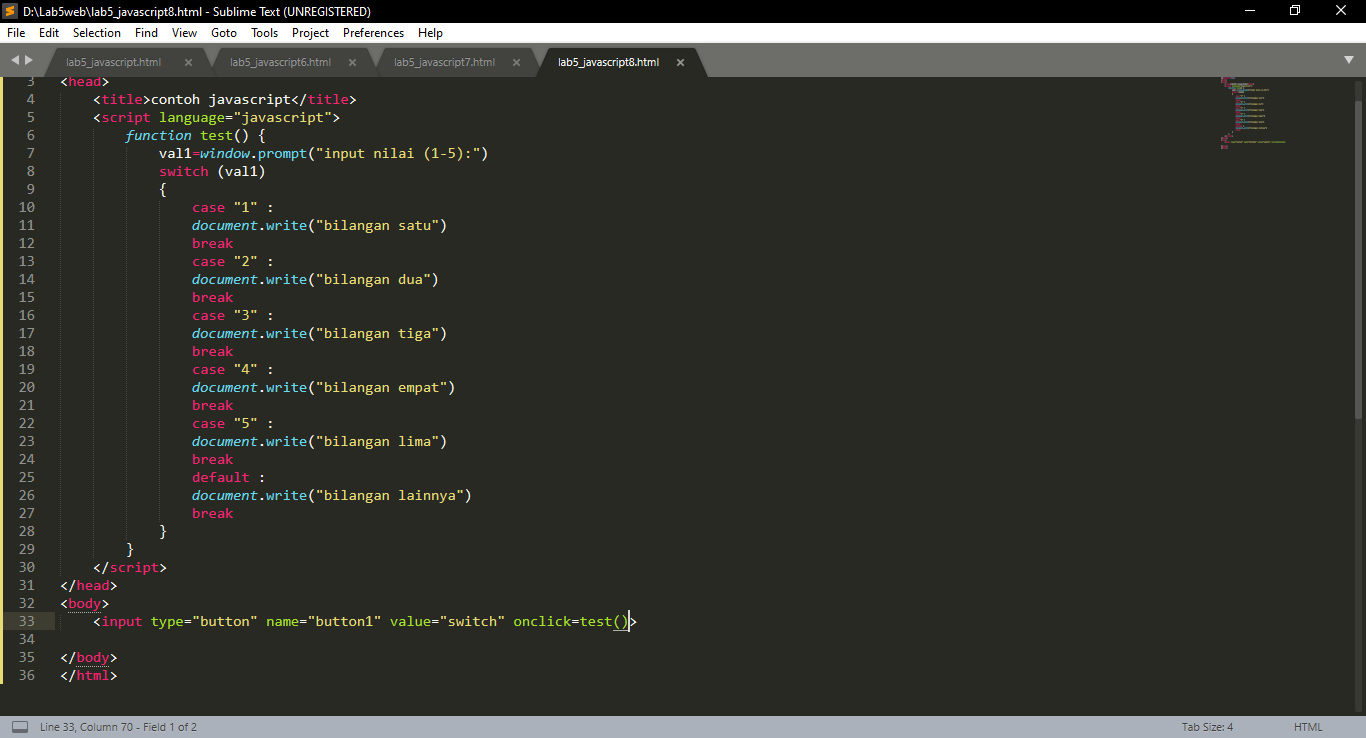 D:\Lab5web\lab5_javascript8.html - Sublime Text (UNREGISTERED)
File Edit Selection Find View Goto Tools Project Preferences Help
lab5_javascript.html lab5_javascript6.html lab5_javascript7.html lab5_javascript8.html
3 <head>
4 <title>contoh javascript</title>
5 <script language="javascript">
6 function test() {
7 val1=window.prompt("input nilai (1-5):")
8 switch (val1)
9 {
10 case "1" :
11 document.write("bilangan satu")
12 break
13 case "2" :
14 document.write("bilangan dua")
15 break
16 case "3" :
17 document.write("bilangan tiga")
18 break
19 case "4" :
20 document.write("bilangan empat")
21 break
22 case "5" :
23 document.write("bilangan lima")
24 break
25 default :
26 document.write("bilangan lainnya")
27 break
28 }
29 }
30 </script>
31 </head>
32 <body>
33 <input type="button" name="button1" value="switch" onclick=test()>
34
35 </body>
36 </html>
Line 33, Column 70 - Field 1 of 2 Tab Size: 4 HTML